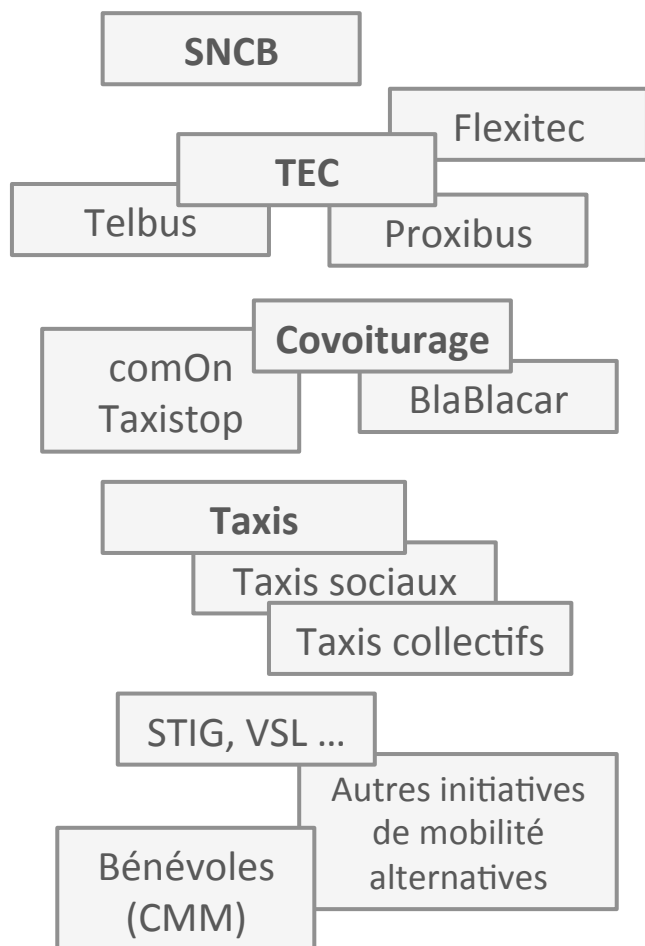 SNCB
Flexitec
TEC
Telbus
Proxibus
Covoiturage
comOn
Taxistop
BlaBlacar
Taxis
Taxis sociaux
Taxis collectifs
STIG, VSL ...
Autres initiatives
de mobilité
alternatives
Bénévoles
(CMM)